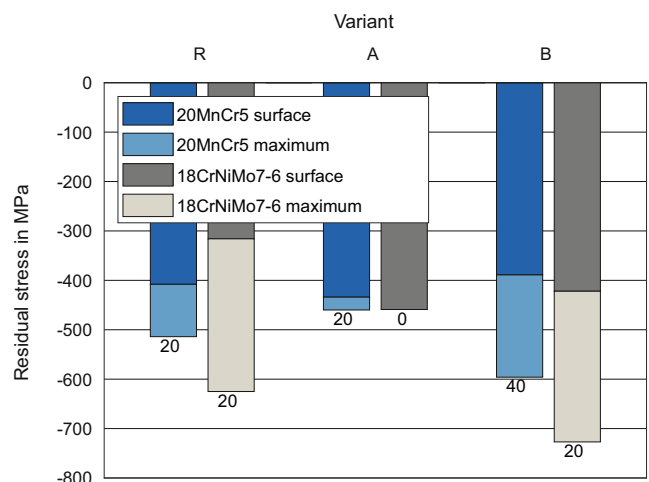 Variant
R A B
0
-100
-200
-300
-400
-500
-600
-700
-800
Residual stress in MPa
20MnCr5 surface
20MnCr5 maximum
18CrNiMo7-6 surface
18CrNiMo7-6 maximum
20
20
20
0
40
20